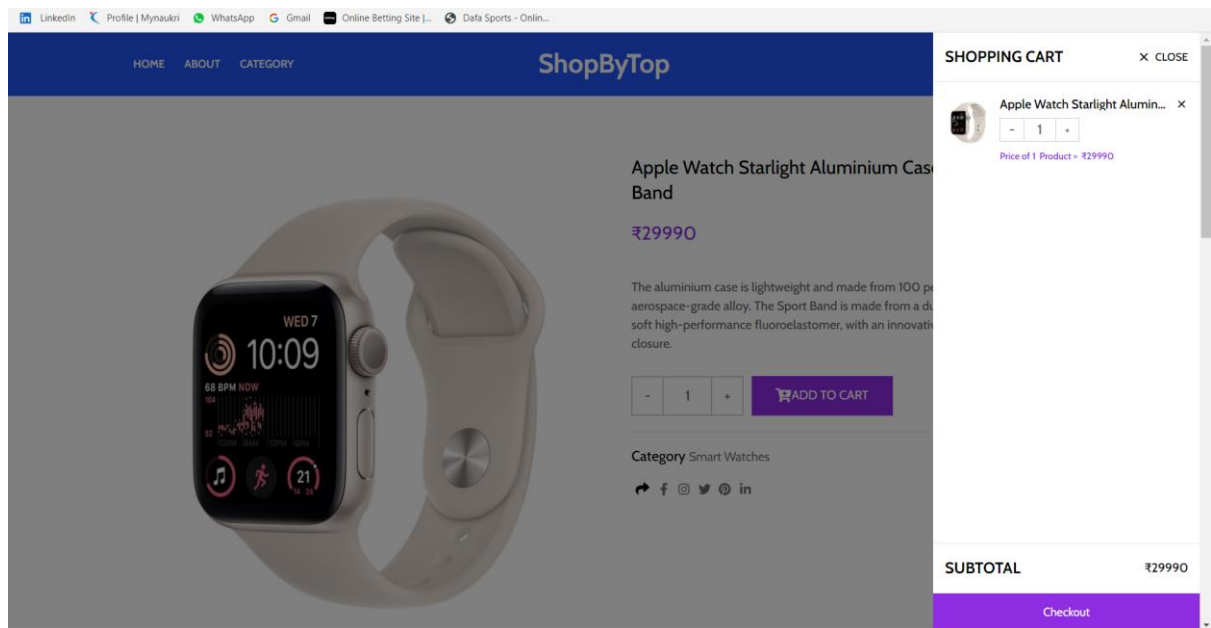 LinkedIn Profile | Mynaukri WhatsApp Gmail Online Betting Site |... Dafa Sports - Onlin...
HOME ABOUT CATEGORY
ShopByTop
Apple Watch Starlight Aluminium Cas
Band
₹29990
The aluminium case is lightweight and made from 100 p
aerospace-grade alloy. The Sport Band is made from a du
soft high-performance fluoroelastomer, with an innovati
closure.
- 1 +
ADD TO CART
Category Smart Watches
WED 7
10:09
68 BPM NOW
104
21
SHOPPING CART
× CLOSE
Apple Watch Starlight Alumin... ×
- 1 +
Price of 1 Product = ₹29990
SUBTOTAL ₹29990
Checkout